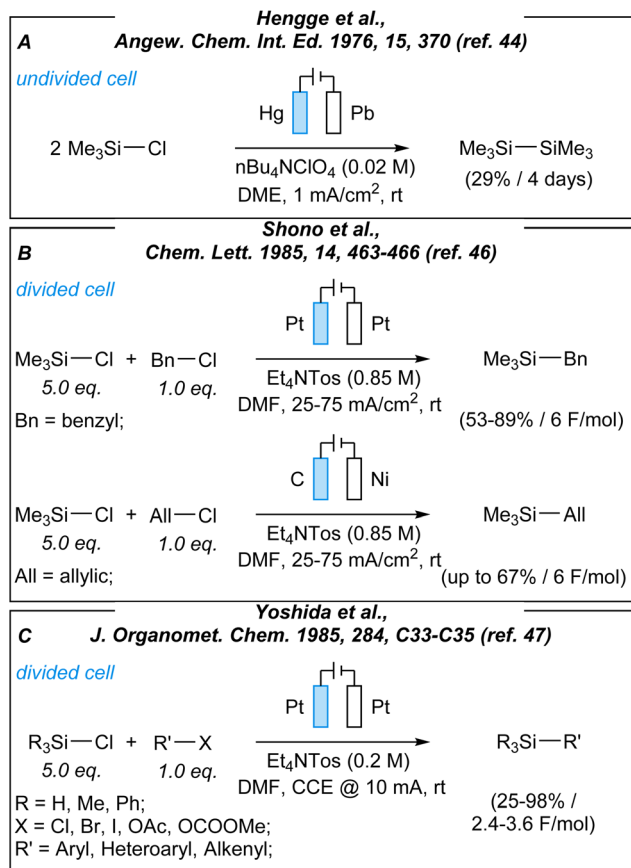 Hengge et al.,
A Angew. Chem. Int. Ed. 1976, 15, 370 (ref. 44)
undivided cell
Hg Pb
2 Me3Si—Cl
nBu4NClO4 (0.02 M)
DME, 1 mA/cm2, rt
Me3Si—SiMe3
(29% / 4 days)
Shono et al.,
B Chem. Lett. 1985, 14, 463-466 (ref. 46)
divided cell
Pt Pt
Me3Si—Cl + Bn—Cl
5.0 eq. 1.0 eq.
Bn = benzyl;
Et4NTos (0.85 M)
DMF, 25-75 mA/cm2, rt
Me3Si—Bn
(53-89% / 6 F/mol)
C Ni
Me3Si—Cl + All—Cl
5.0 eq. 1.0 eq.
All = allylic;
Et4NTos (0.85 M)
DMF, 25-75 mA/cm2, rt
Me3Si—All
(up to 67% / 6 F/mol)
Yoshida et al.,
C J. Organomet. Chem. 1985, 284, C33-C35 (ref. 47)
divided cell
Pt Pt
R3Si—Cl + R'—X
5.0 eq. 1.0 eq.
Et4NTos (0.2 M)
DMF, CCE @ 10 mA, rt
R3Si—R'
(25-98% /
2.4-3.6 F/mol)
R = H, Me, Ph;
X = Cl, Br, I, OAc, OCOOMe;
R' = Aryl, Heteroaryl, Alkenyl;